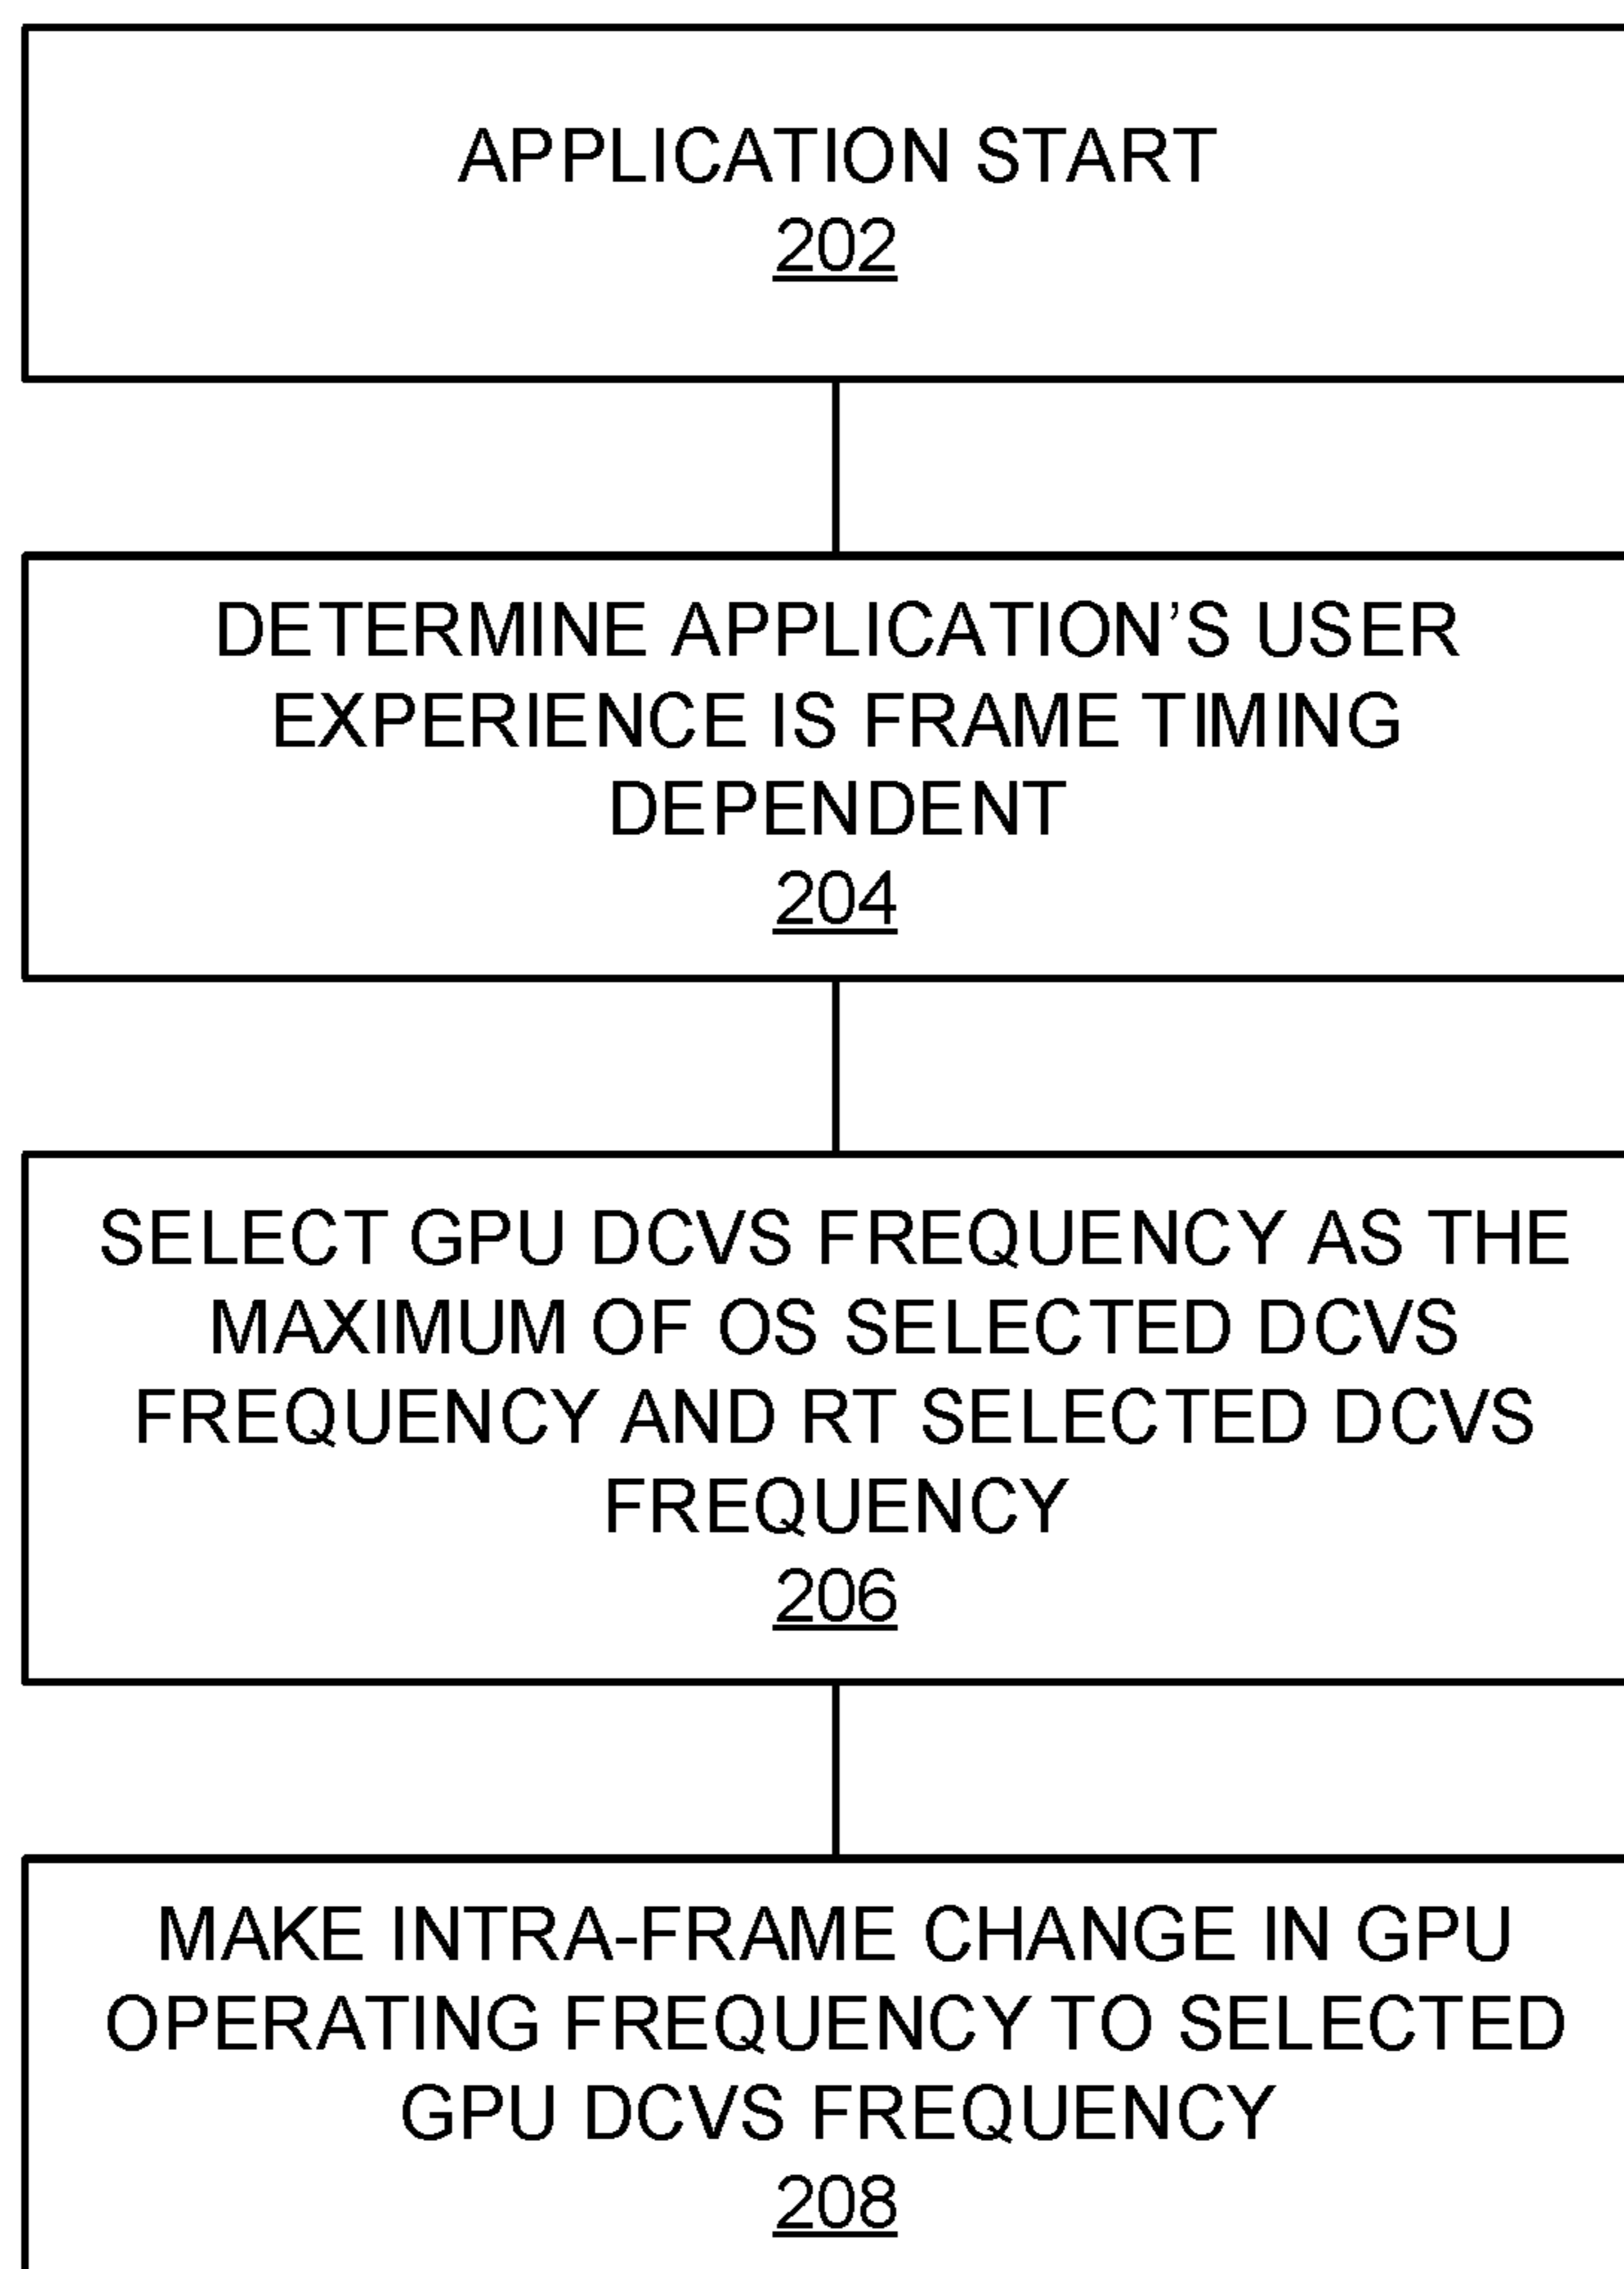 APPLICATION START
202
DETERMINE APPLICATION’S USER
EXPERIENCE IS FRAME TIMING
DEPENDENT
204
SELECT GPU DCVS FREQUENCY AS THE
MAXIMUM OF OS SELECTED DCVS
FREQUENCY AND RT SELECTED DCVS
FREQUENCY
206
MAKE INTRA-FRAME CHANGE IN GPU
OPERATING FREQUENCY TO SELECTED
GPU DCVS FREQUENCY
208